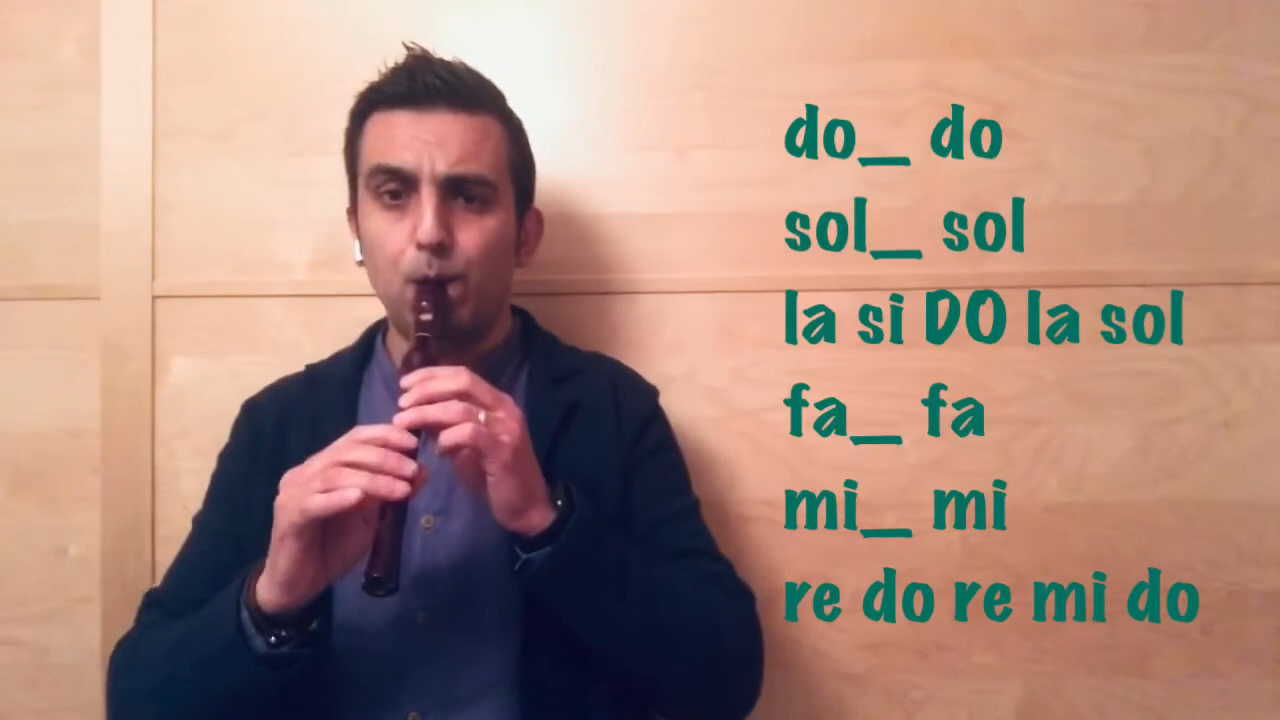 do_ do
sol_ sol
la si DO la sol
fa_ fa
mi_ mi
re do re mi do